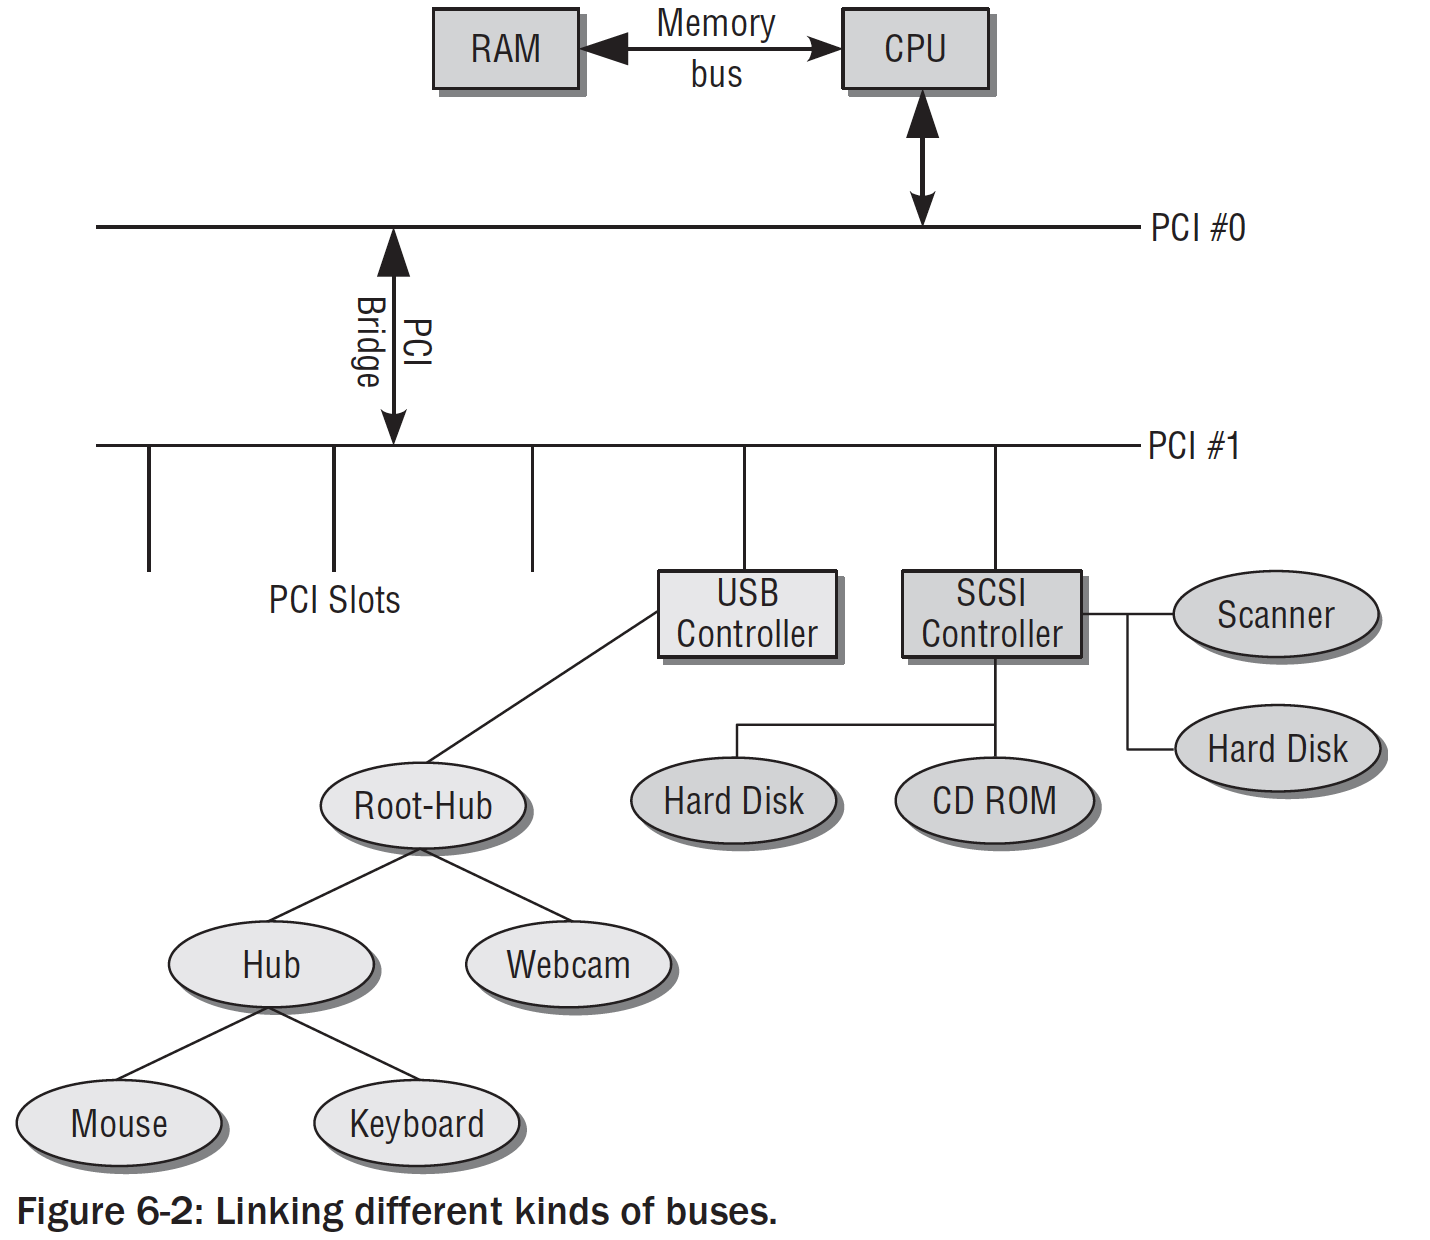 RAM
Memory
bus
CPU
PCI #0
PCI
Bridge
PCI #1
PCI Slots
USB
Controller
SCSI
Controller
Scanner
Hard Disk
Root-Hub
Hard Disk
CD ROM
Hub
Webcam
Mouse
Keyboard
Figure 6-2: Linking different kinds of buses.